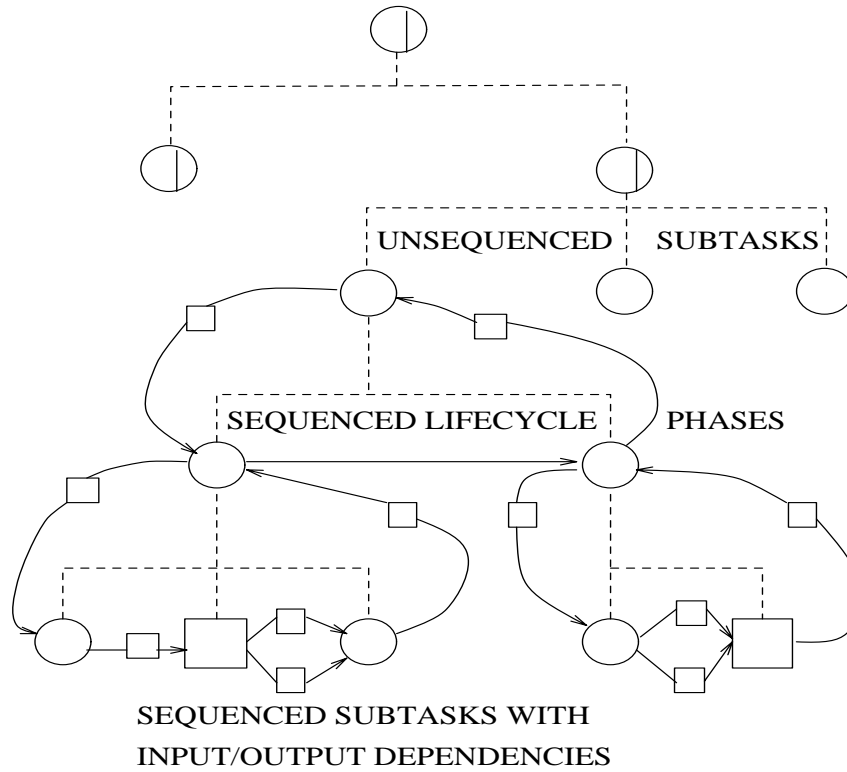 UNSEQUENCED SUBTASKS
SEQUENCED LIFECYCLE PHASES
SEQUENCED SUBTASKS WITH
INPUT/OUTPUT DEPENDENCIES